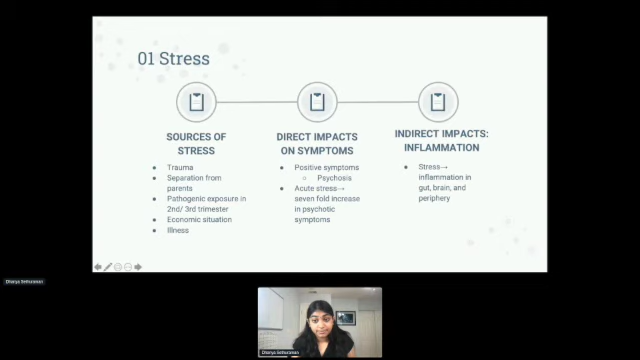 01 Stress
SOURCES OF
STRESS
Trauma
Separation from
parents
Pathogenic exposure in
2nd/ 3rd trimester
Economic situation
Illness
DIRECT IMPACTS
ON SYMPTOMS
Positive symptoms
Psychosis
Acute stress→
seven fold increase
in psychotic
symptoms
INDIRECT IMPACTS:
INFLAMMATION
Stress→
inflammation in
gut, brain, and
periphery